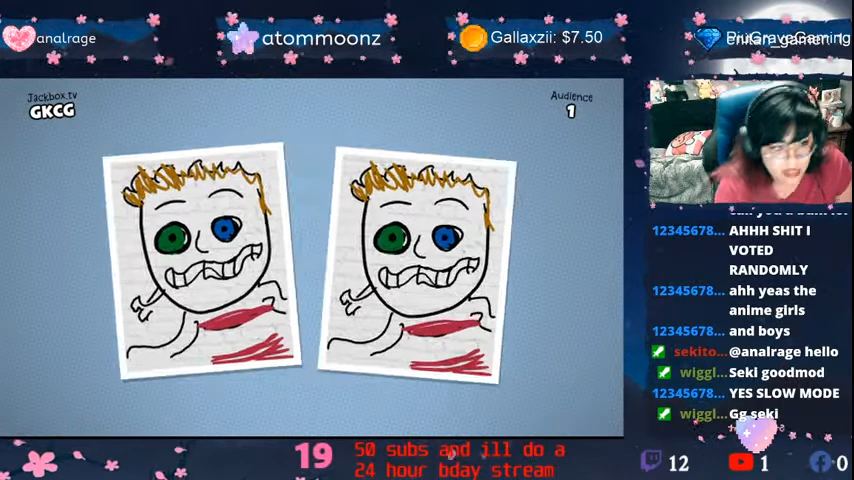 analrage
atommoonz
Gallaxzii: $7.50
PluGraveGaming
Jackbox.tv
GKCG
Audience
1
12345678... AHHH SHIT I
VOTED
RANDOMLY
12345678... ahh yeas the
anime girls
12345678... and boys
sekito... @analrage hello
wiggl... Seki goodmod
12345678... YES SLOW MODE
wiggl... Gg seki
19
50 subs and ill do a
24 hour bday stream
12
1
0